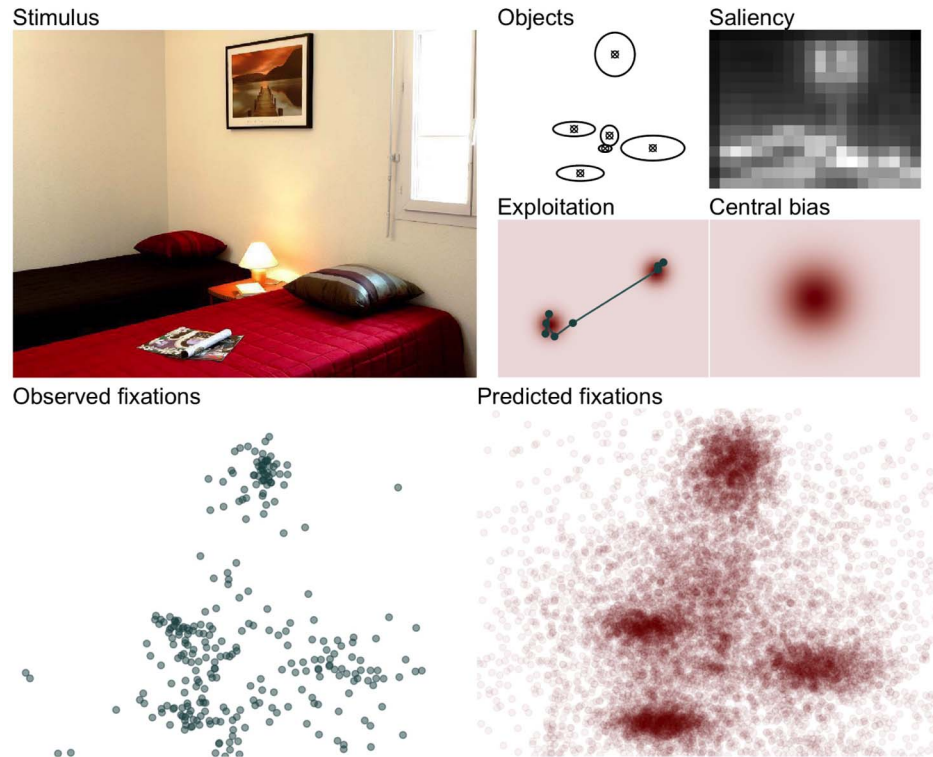 Stimulus
Objects
Saliency
Exploitation
Central bias
Observed fixations
Predicted fixations